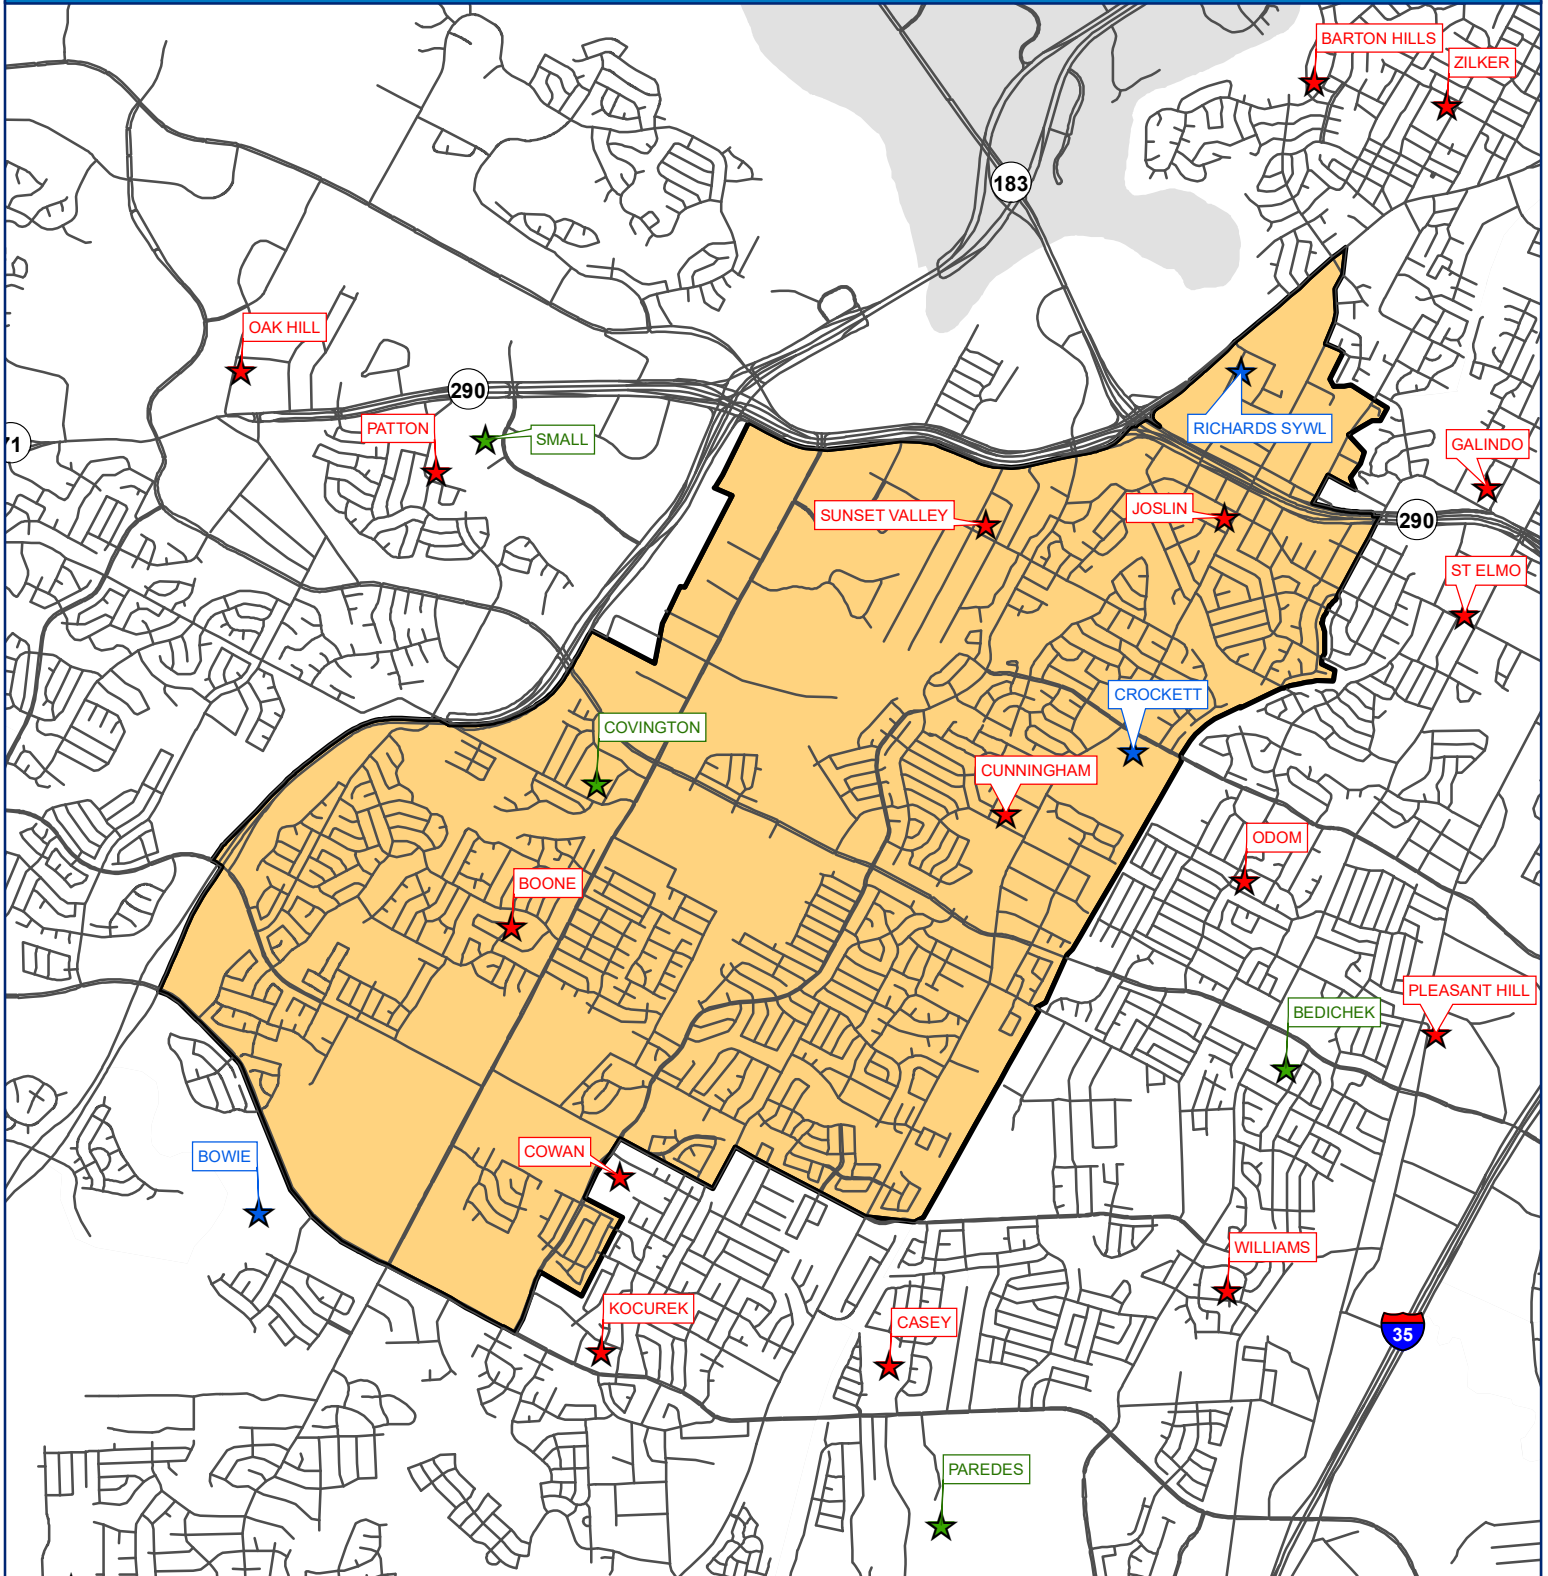 BARTON HILLS
ZILKER
183
OAK HILL
290
PATTON
SMALL
71
RICHARDS SYWL
GALINDO
SUNSET VALLEY
JOSLIN
290
ST ELMO
CROCKETT
COVINGTON
CUNNINGHAM
ODOM
BOONE
PLEASANT HILL
BEDICHEK
BOWIE
COWAN
WILLIAMS
KOCUREK
CASEY
35
PAREDES